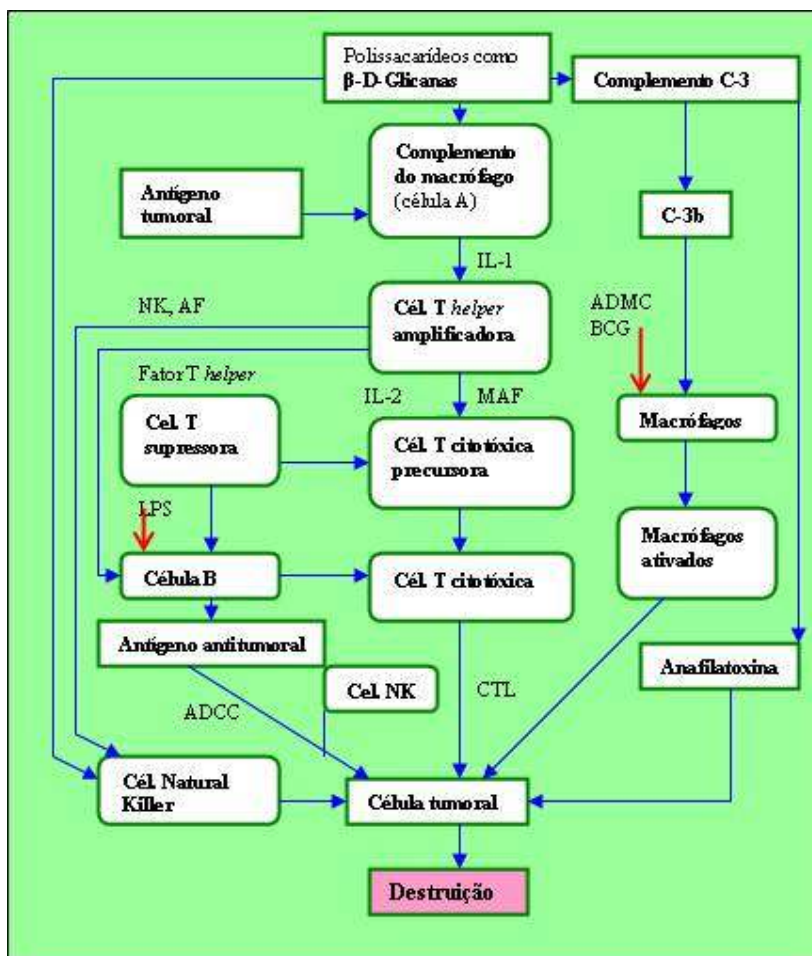 Polissacarídeos como
β-D-Glicanas
Complemento C-3
Complemento
do macrófago
(célula A)
Antígeno
tumoral
C-3b
IL-1
NK, AF
Cél. T helper
amplificadora
ADMC
BCG
Fator T helper
IL-2
MAF
Cel. T
supressora
Cél. T citotóxica
precursora
Macrófagos
LPS
Macrófagos
ativados
Célula B
Cél. T citotóxica
Antígeno antitumoral
Anafilatoxina
Cel. NK
CTL
ADCC
Cél. Natural
Killer
Célula tumoral
Destruição